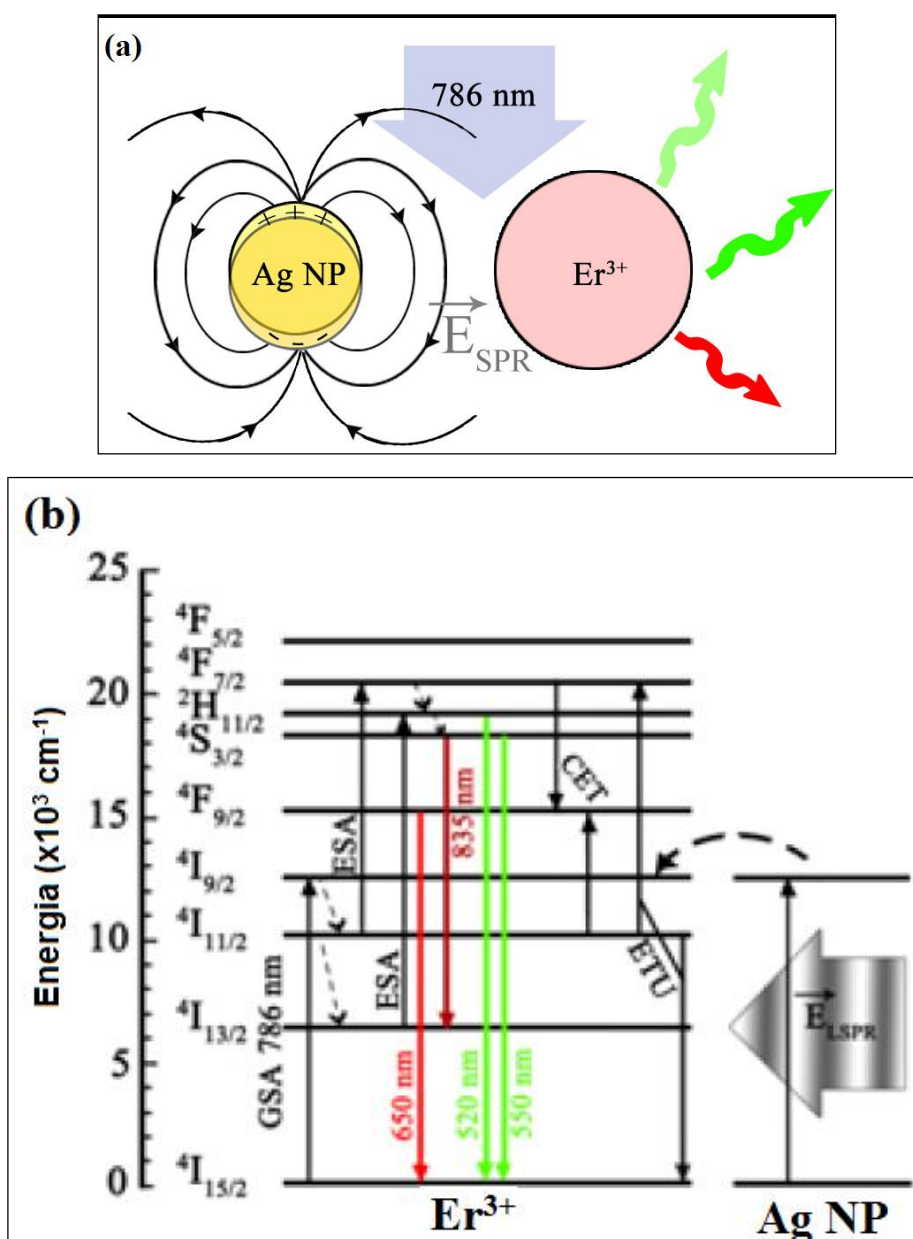 (a)
786 nm
Ag NP
Er³⁺
E SPR
(b)
Energia (x10³ cm⁻¹)
25
20
15
10
5
0
⁴F₅/₂
⁴F₇/₂
²H₁₁/₂
⁴S₃/₂
⁴F₉/₂
⁴I₉/₂
⁴I₁₁/₂
⁴I₁₃/₂
⁴I₁₅/₂
GSA 786 nm
ESA
ESA
650 nm
835 nm
520 nm
550 nm
CET
ETU
E LSPR
Er³⁺
Ag NP